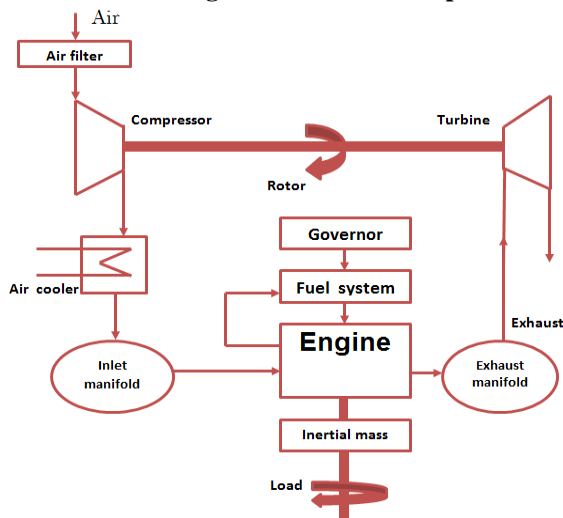 Air
Air filter
Compressor
Turbine
Rotor
Governor
Air cooler
Fuel system
Exhaust
Engine
Inlet
manifold
Exhaust
manifold
Inertial mass
Load